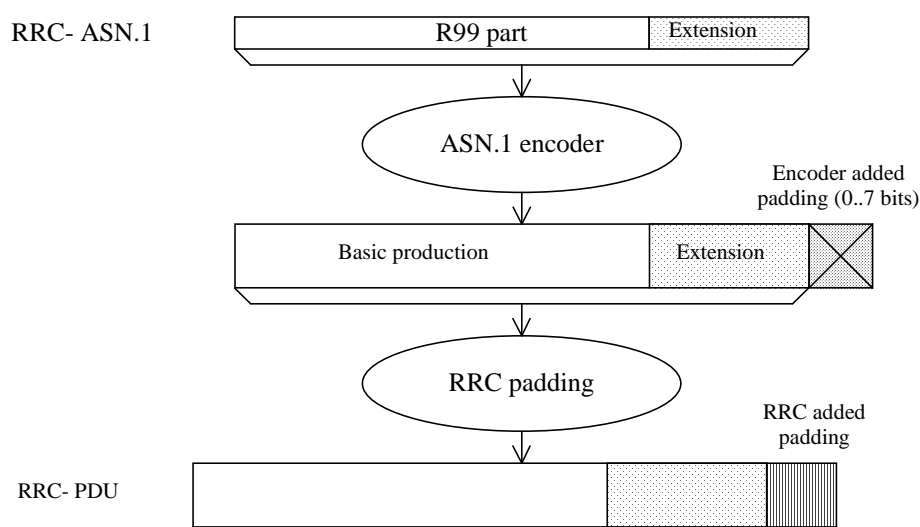 RRC- ASN.1
R99 part
Extension
ASN.1 encoder
Encoder added
padding (0..7 bits)
Basic production
Extension
RRC padding
RRC added
padding
RRC- PDU